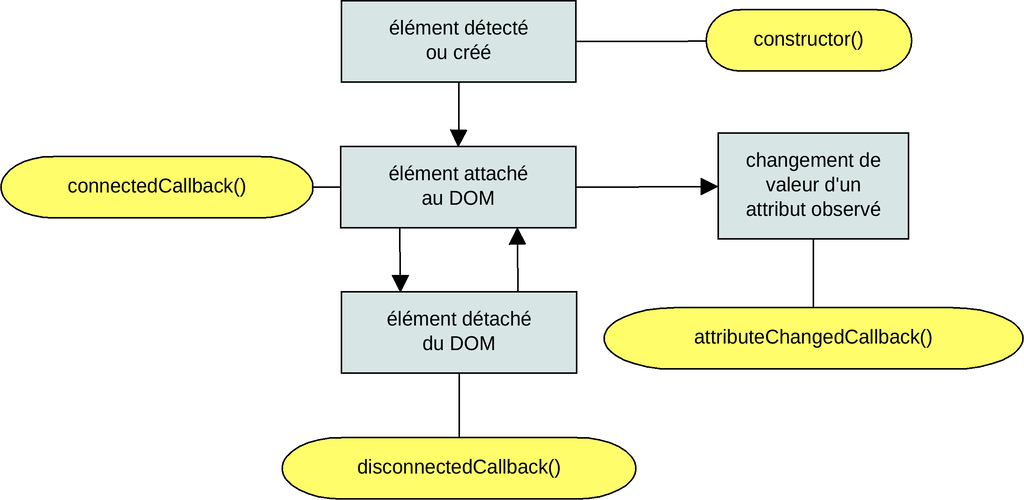 élément détecté
ou créé
constructor()
connectedCallback()
élément attaché
au DOM
changement de
valeur d'un
attribut observé
élément détaché
du DOM
attributeChangedCallback()
disconnectedCallback()